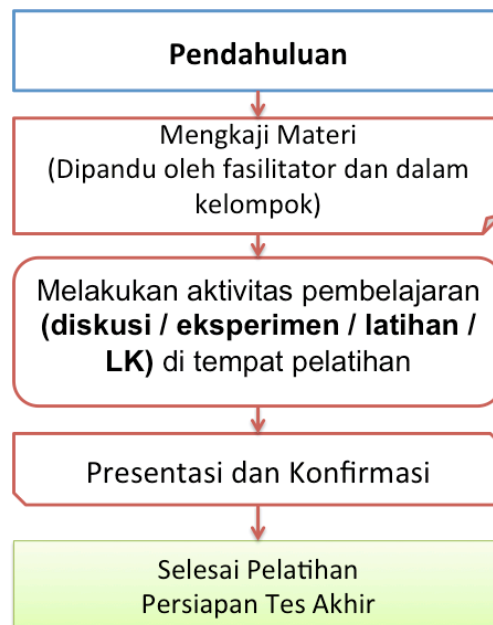 Pendahuluan
Mengkaji Materi
(Dipandu oleh fasilitator dan dalam
kelompok)
Melakukan aktivitas pembelajaran
(diskusi / eksperimen / latihan /
LK) di tempat pelatihan
Presentasi dan Konfirmasi
Selesai Pelatihan
Persiapan Tes Akhir